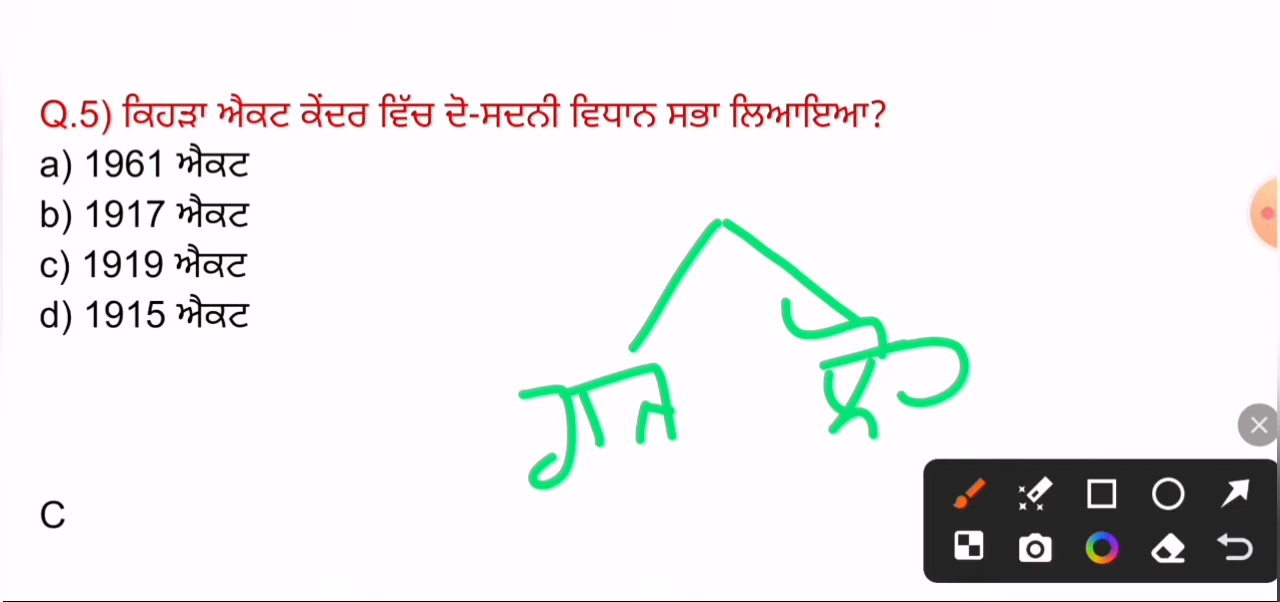 Q.5) ਕਿਹੜਾ ਐਕਟ ਕੇਂਦਰ ਵਿੱਚ ਦੋ-ਸਦਨੀ ਵਿਧਾਨ ਸਭਾ ਲਿਆਇਆ?
a) 1961 ਐਕਟ
b) 1917 ਐਕਟ
c) 1919 ਐਕਟ
d) 1915 ਐਕਟ
C